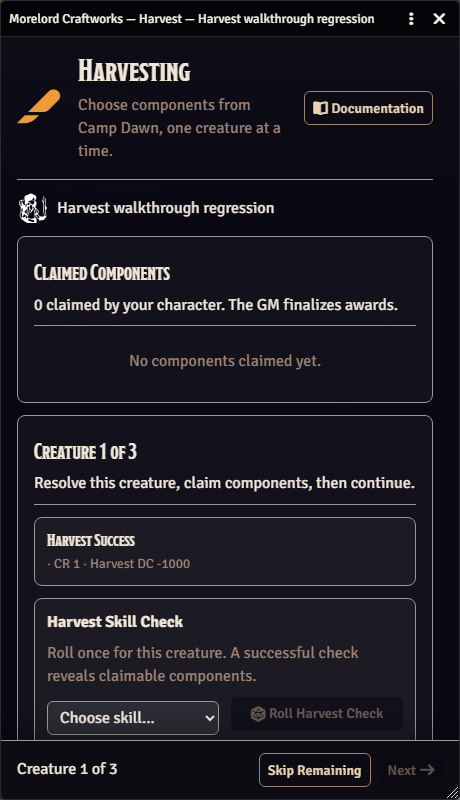 Morelord Craftworks — Harvest — Harvest walkthrough regression
Harvesting
Choose components from
Camp Dawn, one creature at a
time.
Documentation
Harvest walkthrough regression
Claimed Components
0 claimed by your character. The GM finalizes awards.
No components claimed yet.
Creature 1 of 3
Resolve this creature, claim components, then continue.
Harvest Success
· CR 1 · Harvest DC -1000
Harvest Skill Check
Roll once for this creature. A successful check
reveals claimable components.
Choose skill...
Roll Harvest Check
Creature 1 of 3
Skip Remaining
Next →